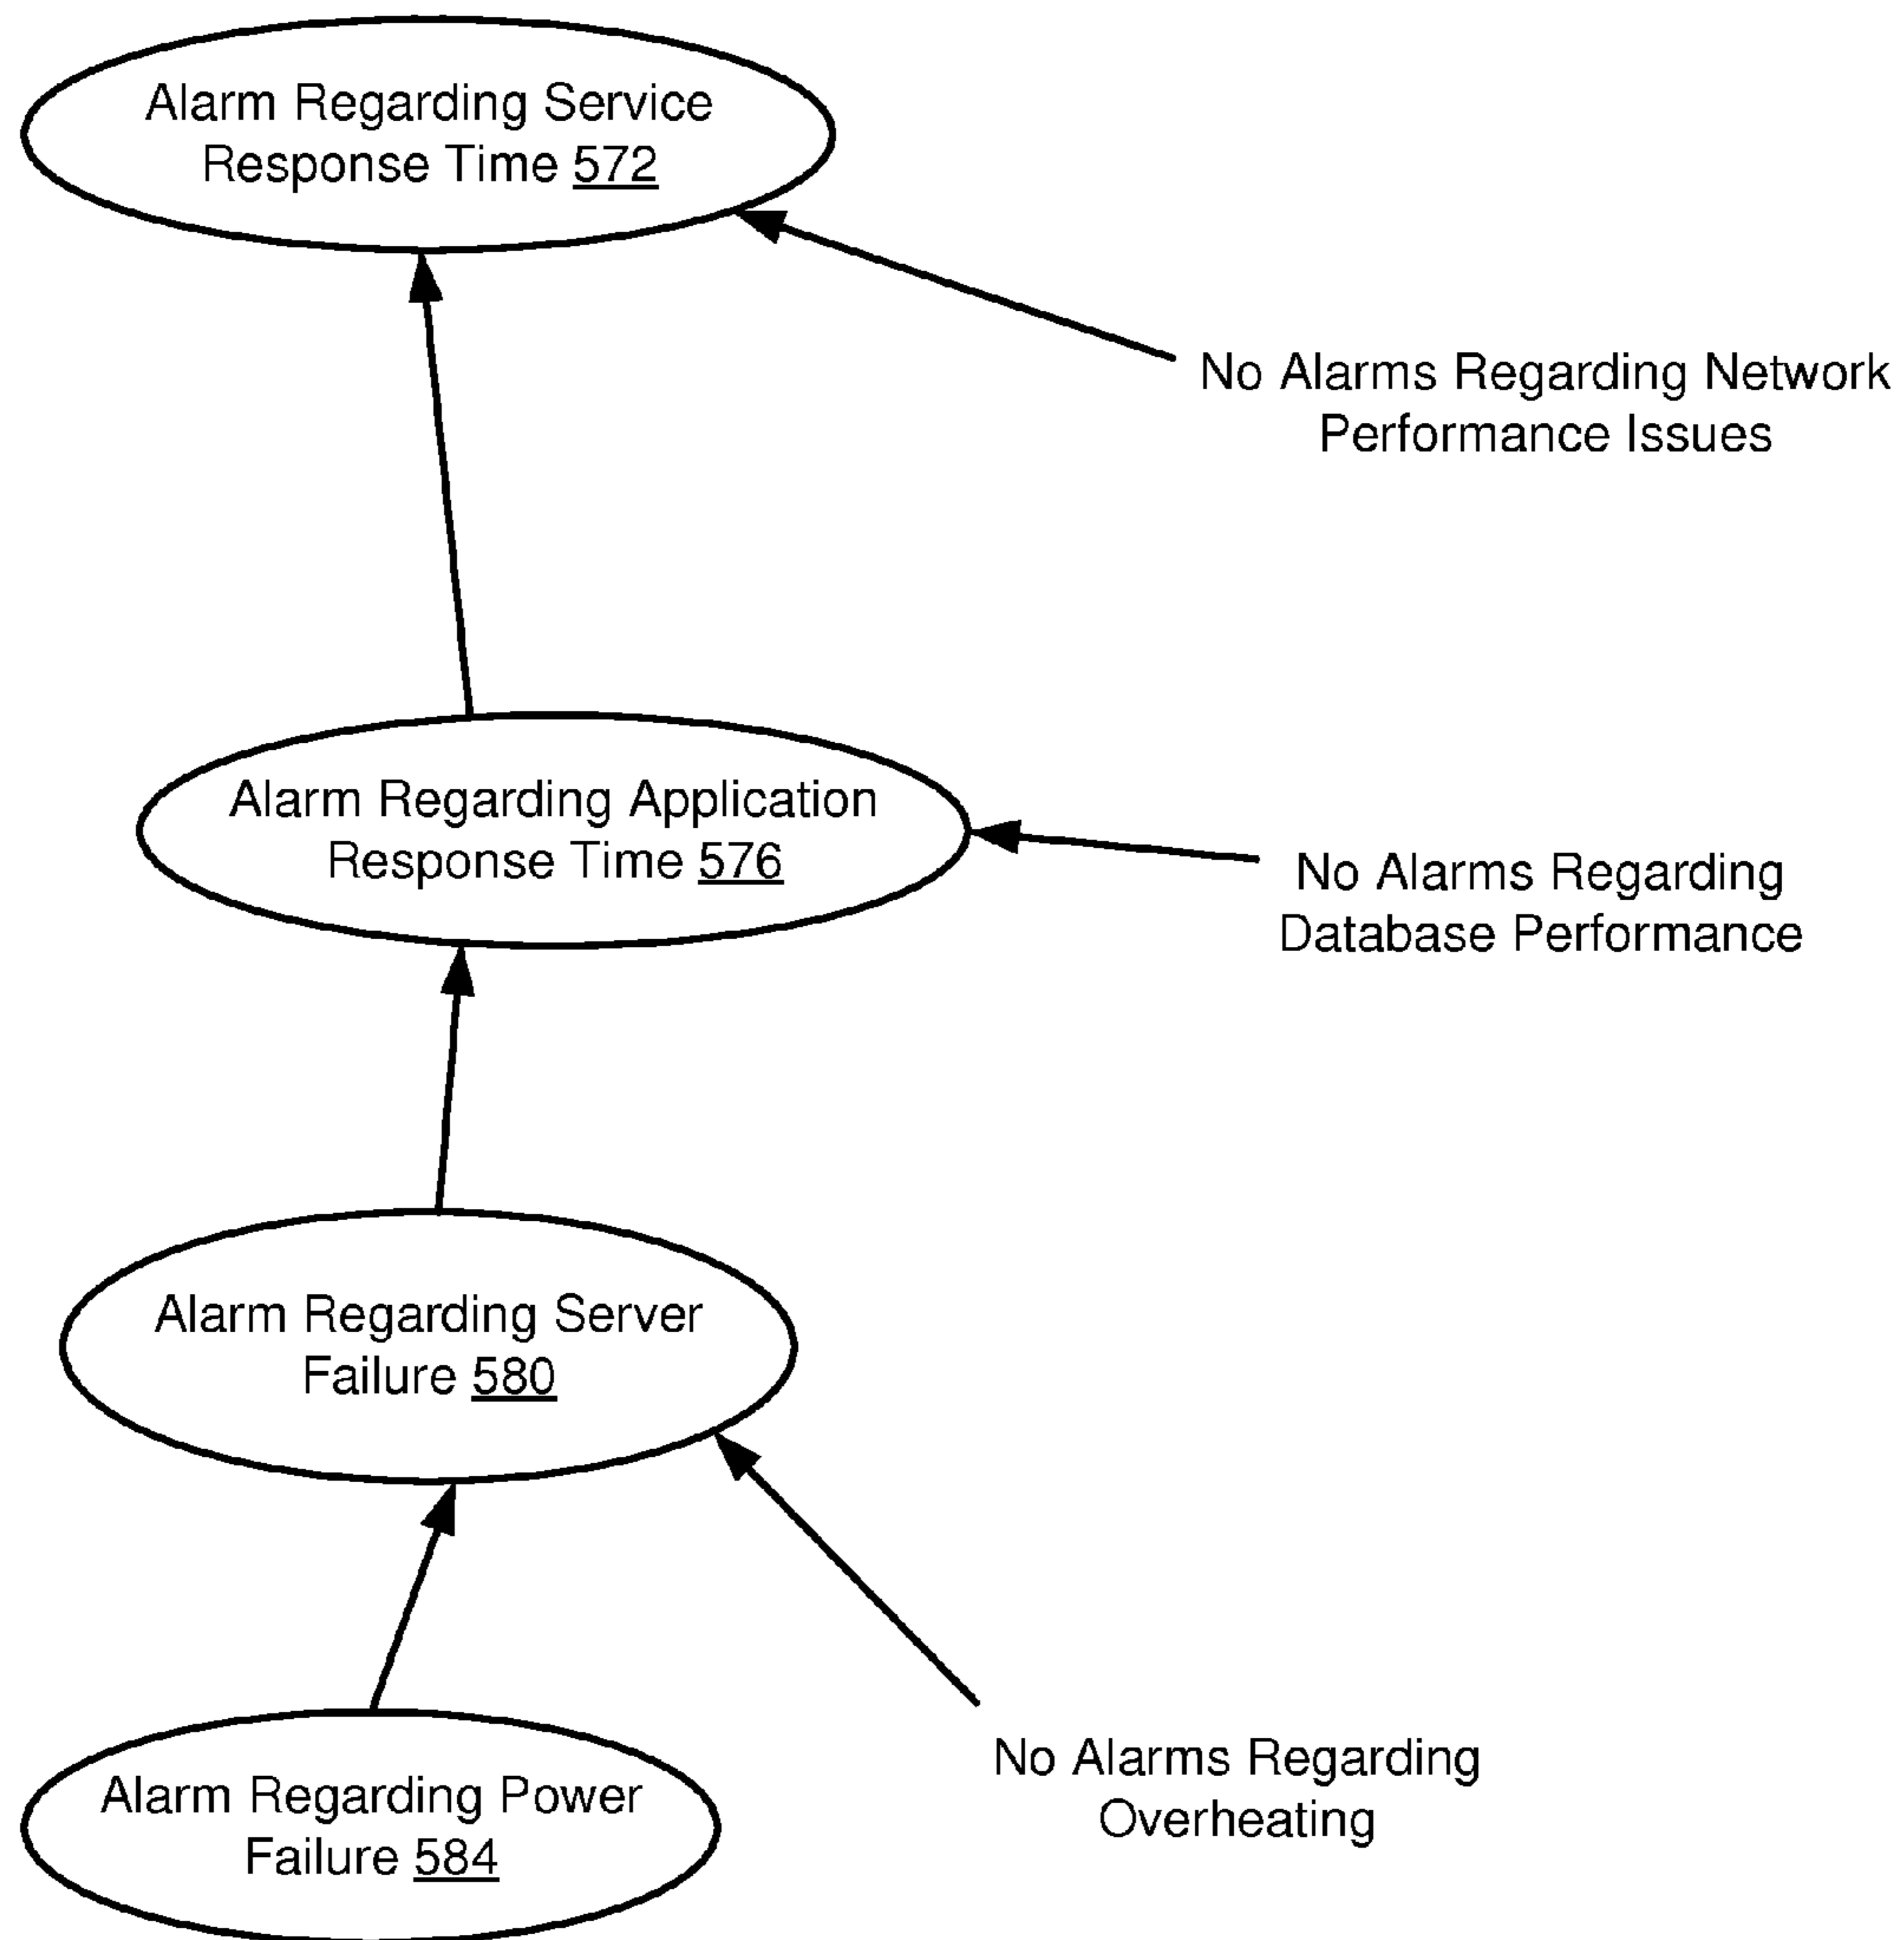 Alarm Regarding Service
Response Time 572
No Alarms Regarding Network
Performance Issues
Alarm Regarding Application
Response Time 576
No Alarms Regarding
Database Performance
Alarm Regarding Server
Failure 580
No Alarms Regarding
Overheating
Alarm Regarding Power
Failure 584